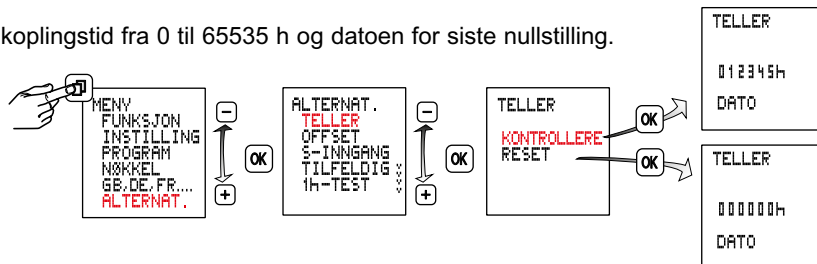 koplingstid fra 0 til 65535 h og datoen for siste nullstilling.
MENY
FUNKSJON
INSTILLING
PROGRAM
NØKKEL
GB,DE,FR....
ALTERNAT.
−
+
OK
ALTERNAT.
TELLER
OFFSET
S-INNGANG
TILFELDIG
1h-TEST
−
+
OK
TELLER
KONTROLLERE
RESET
OK
OK
TELLER
012345h
DATO
TELLER
000000h
DATO